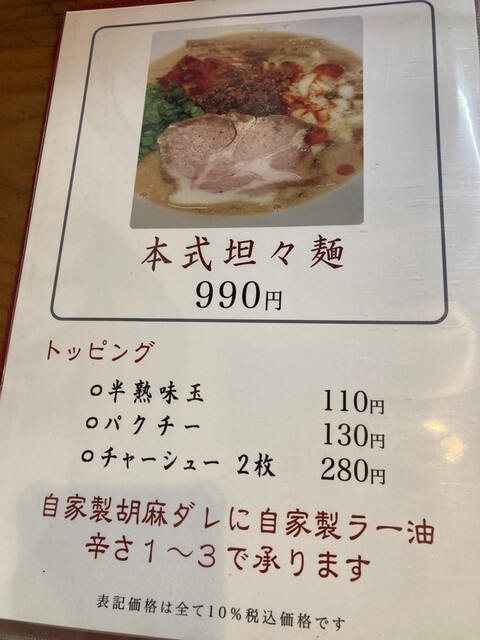 本式坦々麺
990円
トッピング
○半熟味玉 110円
○パクチー 130円
○チャーシュー 2枚 280円
自家製胡麻ダレに自家製ラー油
辛さ1～3で承ります
表記価格は全て10%税込価格です